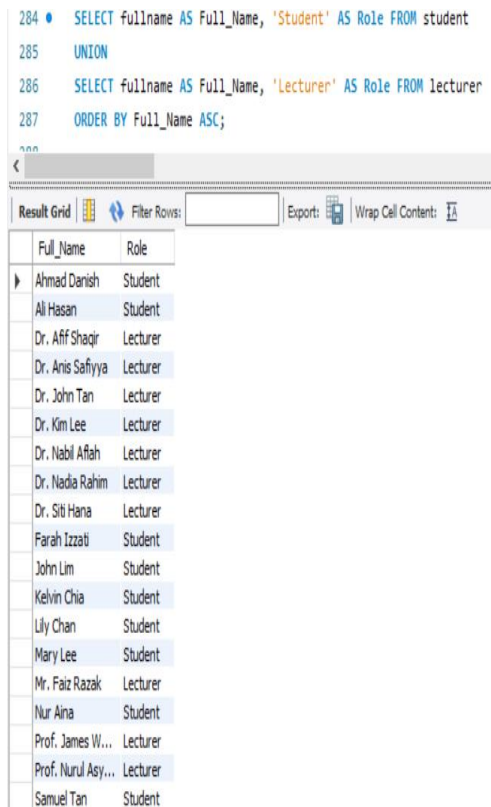 284 SELECT fullname AS Full_Name, 'Student' AS Role FROM student
285 UNION
286 SELECT fullname AS Full_Name, 'Lecturer' AS Role FROM lecturer
287 ORDER BY Full_Name ASC;
Result Grid Filter Rows: Export: Wrap Cell Content:
Full_Name Role
Ahmad Danish Student
Ali Hasan Student
Dr. Afif Shaqir Lecturer
Dr. Anis Safiyya Lecturer
Dr. John Tan Lecturer
Dr. Kim Lee Lecturer
Dr. Nabil Aflah Lecturer
Dr. Nadia Rahim Lecturer
Dr. Siti Hana Lecturer
Farah Izzati Student
John Lim Student
Kelvin Chia Student
Lily Chan Student
Mary Lee Student
Mr. Faiz Razak Lecturer
Nur Aina Student
Prof. James W... Lecturer
Prof. Nurul Asy... Lecturer
Samuel Tan Student